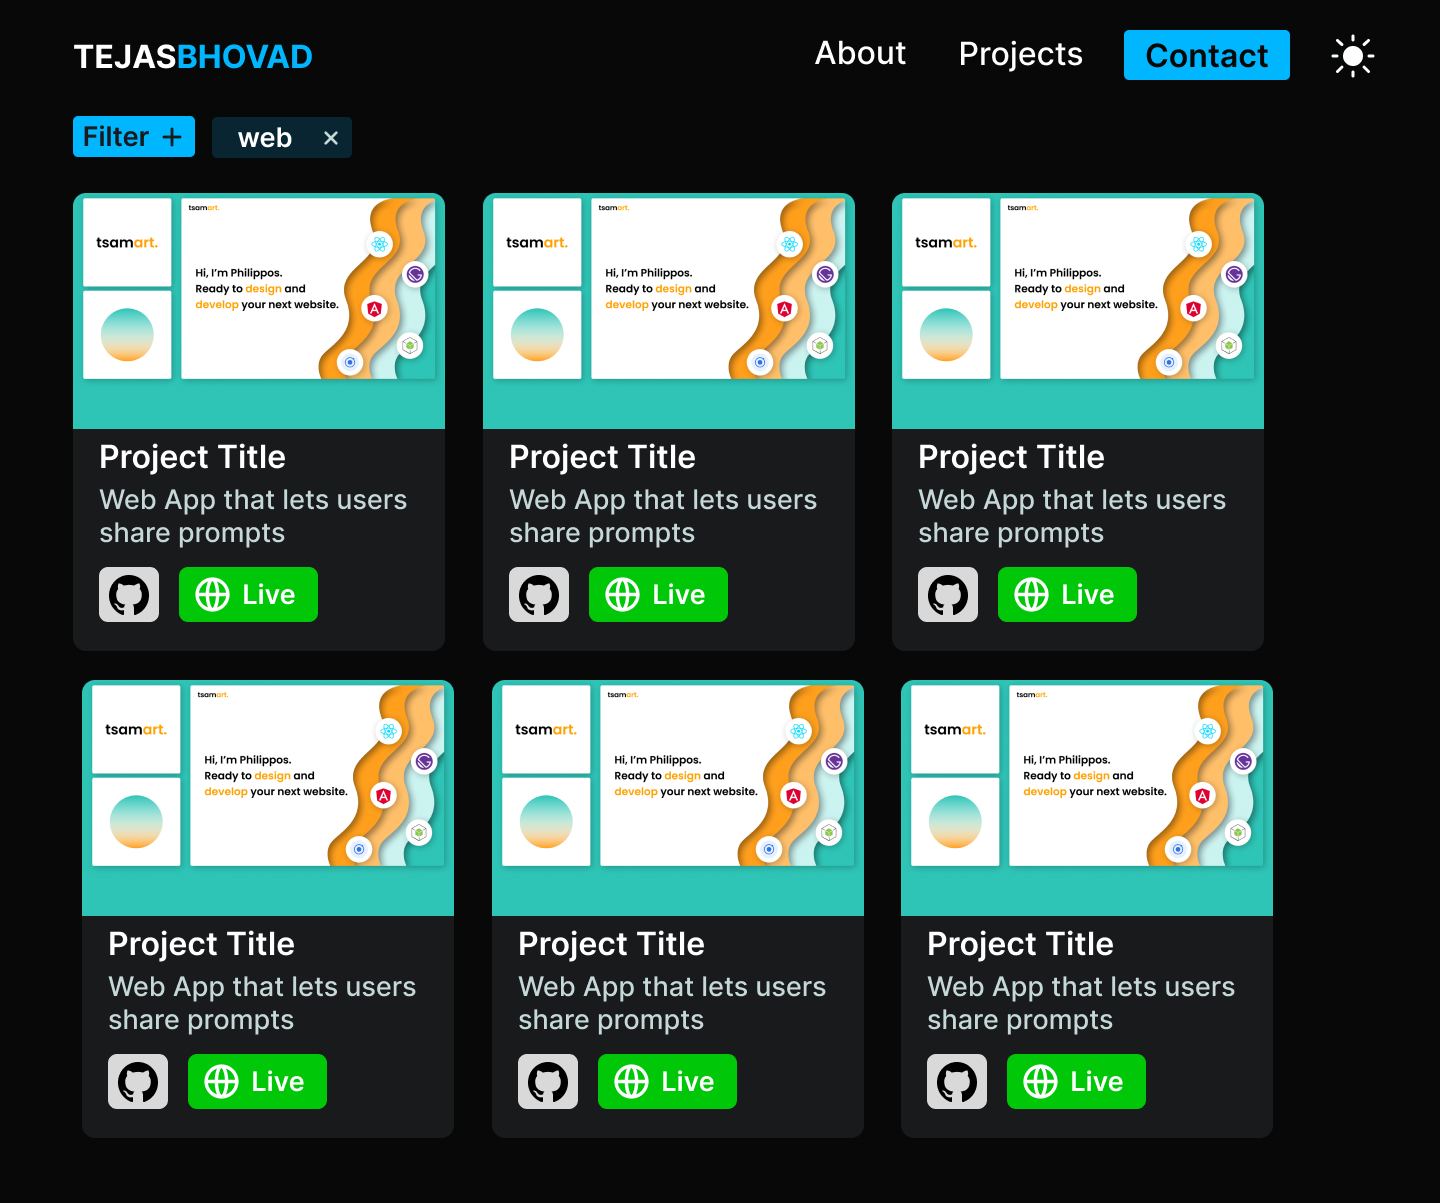 TEJASBHOVAD
About Projects Contact
Filter + web ×
tsamart.
tsamart.
Hi, I'm Philippos.
Ready to design and
develop your next website.
tsamart.
tsamart.
Hi, I'm Philippos.
Ready to design and
develop your next website.
tsamart.
tsamart.
Hi, I'm Philippos.
Ready to design and
develop your next website.
Project Title
Web App that lets users
share prompts
Live
Project Title
Web App that lets users
share prompts
Live
Project Title
Web App that lets users
share prompts
Live
tsamart.
tsamart.
Hi, I'm Philippos.
Ready to design and
develop your next website.
tsamart.
tsamart.
Hi, I'm Philippos.
Ready to design and
develop your next website.
tsamart.
tsamart.
Hi, I'm Philippos.
Ready to design and
develop your next website.
Project Title
Web App that lets users
share prompts
Live
Project Title
Web App that lets users
share prompts
Live
Project Title
Web App that lets users
share prompts
Live